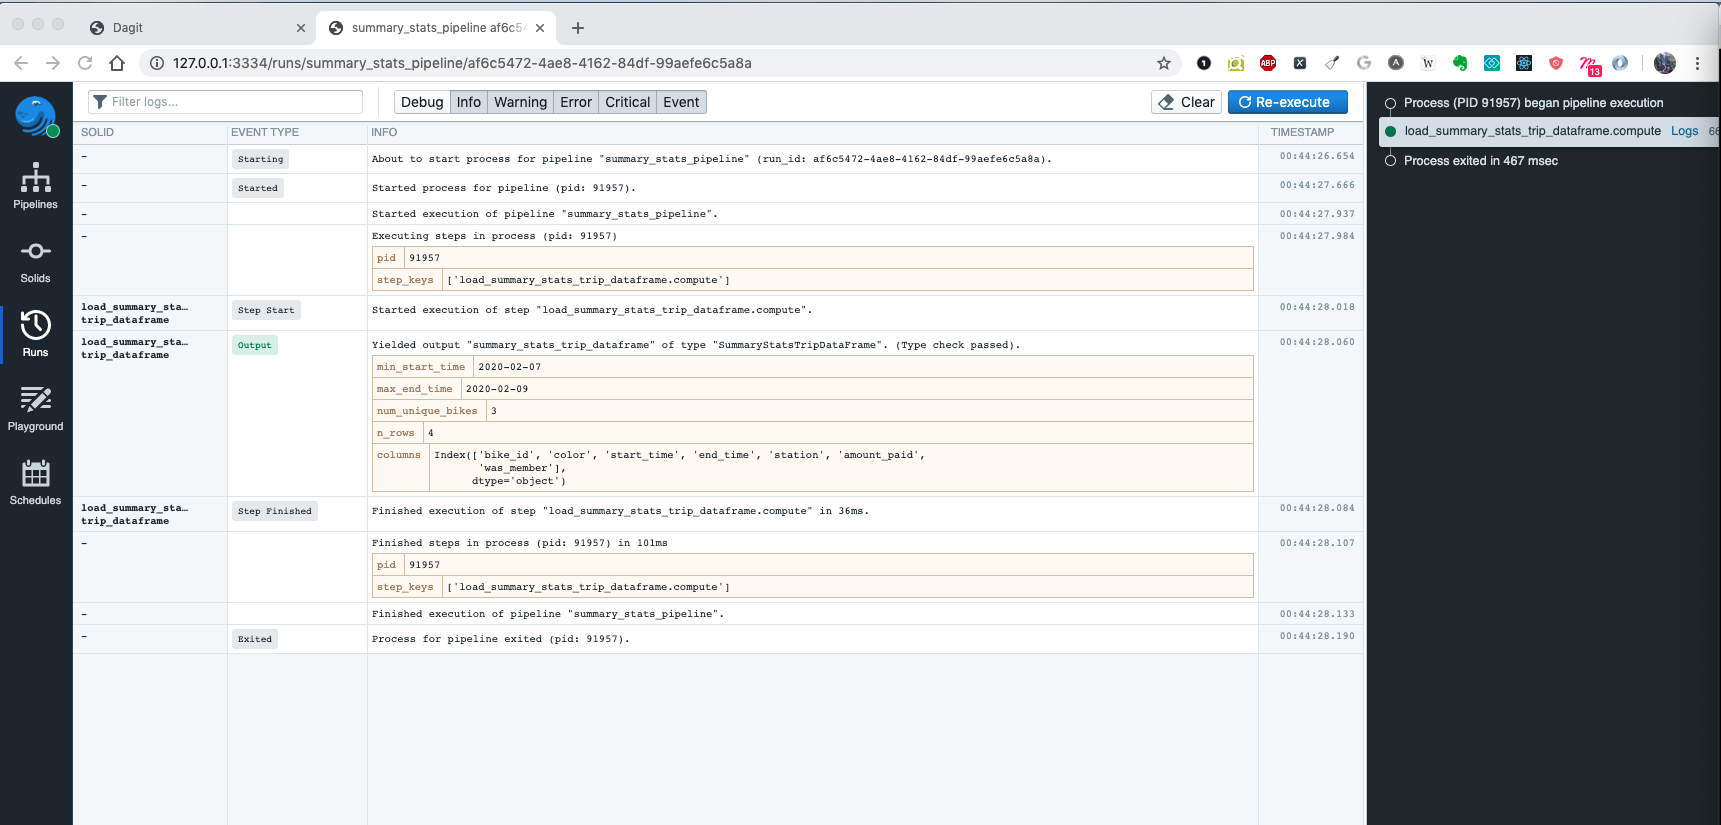 Dagit
summary_stats_pipeline af6c5
127.0.0.1:3334/runs/summary_stats_pipeline/af6c5472-4ae8-4162-84df-99aefe6c5a8a
1
ABP
X
G
A
W
13
Filter logs...
Debug Info Warning Error Critical Event
Clear
Re-execute
SOLID EVENT TYPE INFO TIMESTAMP
- Starting About to start process for pipeline "summary_stats_pipeline" (run_id: af6c5472-4ae8-4162-84df-99aefe6c5a8a). 00:44:26.654
- Started Started process for pipeline (pid: 91957). 00:44:27.666
- Started execution of pipeline "summary_stats_pipeline". 00:44:27.937
- Executing steps in process (pid: 91957) 00:44:27.984
pid 91957
step_keys ['load_summary_stats_trip_dataframe.compute']
load_summary_sta…
trip_dataframe
Step Start Started execution of step "load_summary_stats_trip_dataframe.compute". 00:44:28.018
load_summary_sta…
trip_dataframe
Output Yielded output "summary_stats_trip_dataframe" of type "SummaryStatsTripDataFrame". (Type check passed). 00:44:28.060
min_start_time 2020-02-07
max_end_time 2020-02-09
num_unique_bikes 3
n_rows 4
columns Index(['bike_id', 'color', 'start_time', 'end_time', 'station', 'amount_paid',
'was_member'],
dtype='object')
load_summary_sta…
trip_dataframe
Step Finished Finished execution of step "load_summary_stats_trip_dataframe.compute" in 36ms. 00:44:28.084
- Finished steps in process (pid: 91957) in 101ms 00:44:28.107
pid 91957
step_keys ['load_summary_stats_trip_dataframe.compute']
- Finished execution of pipeline "summary_stats_pipeline". 00:44:28.133
- Exited Process for pipeline exited (pid: 91957). 00:44:28.190
Pipelines
Solids
Runs
Playground
Schedules
Process (PID 91957) began pipeline execution
load_summary_stats_trip_dataframe.compute Logs 66
Process exited in 467 msec